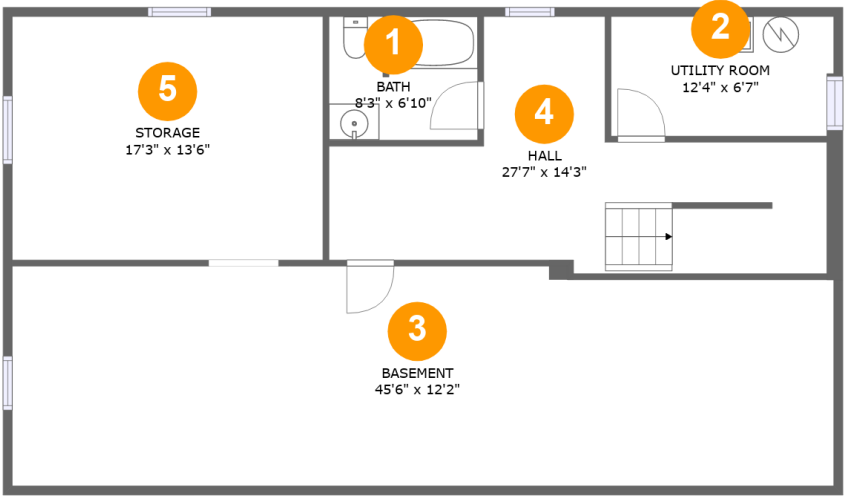 1
BATH
8'3" x 6'10"
2
UTILITY ROOM
12'4" x 6'7"
5
STORAGE
17'3" x 13'6"
4
HALL
27'7" x 14'3"
3
BASEMENT
45'6" x 12'2"